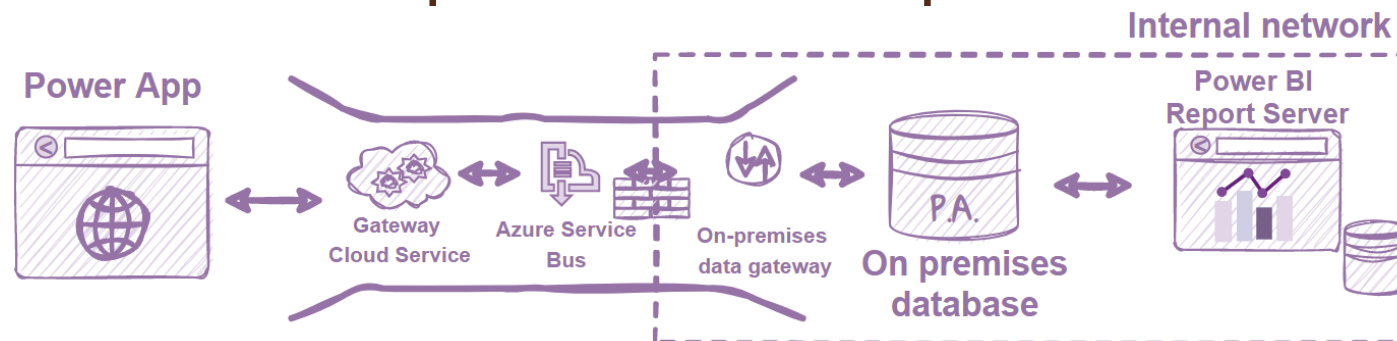 Internal network
Power App
Power BI
Report Server
P.A.
Gateway
Cloud Service
Azure Service
Bus
On-premises
data gateway
On premises
database